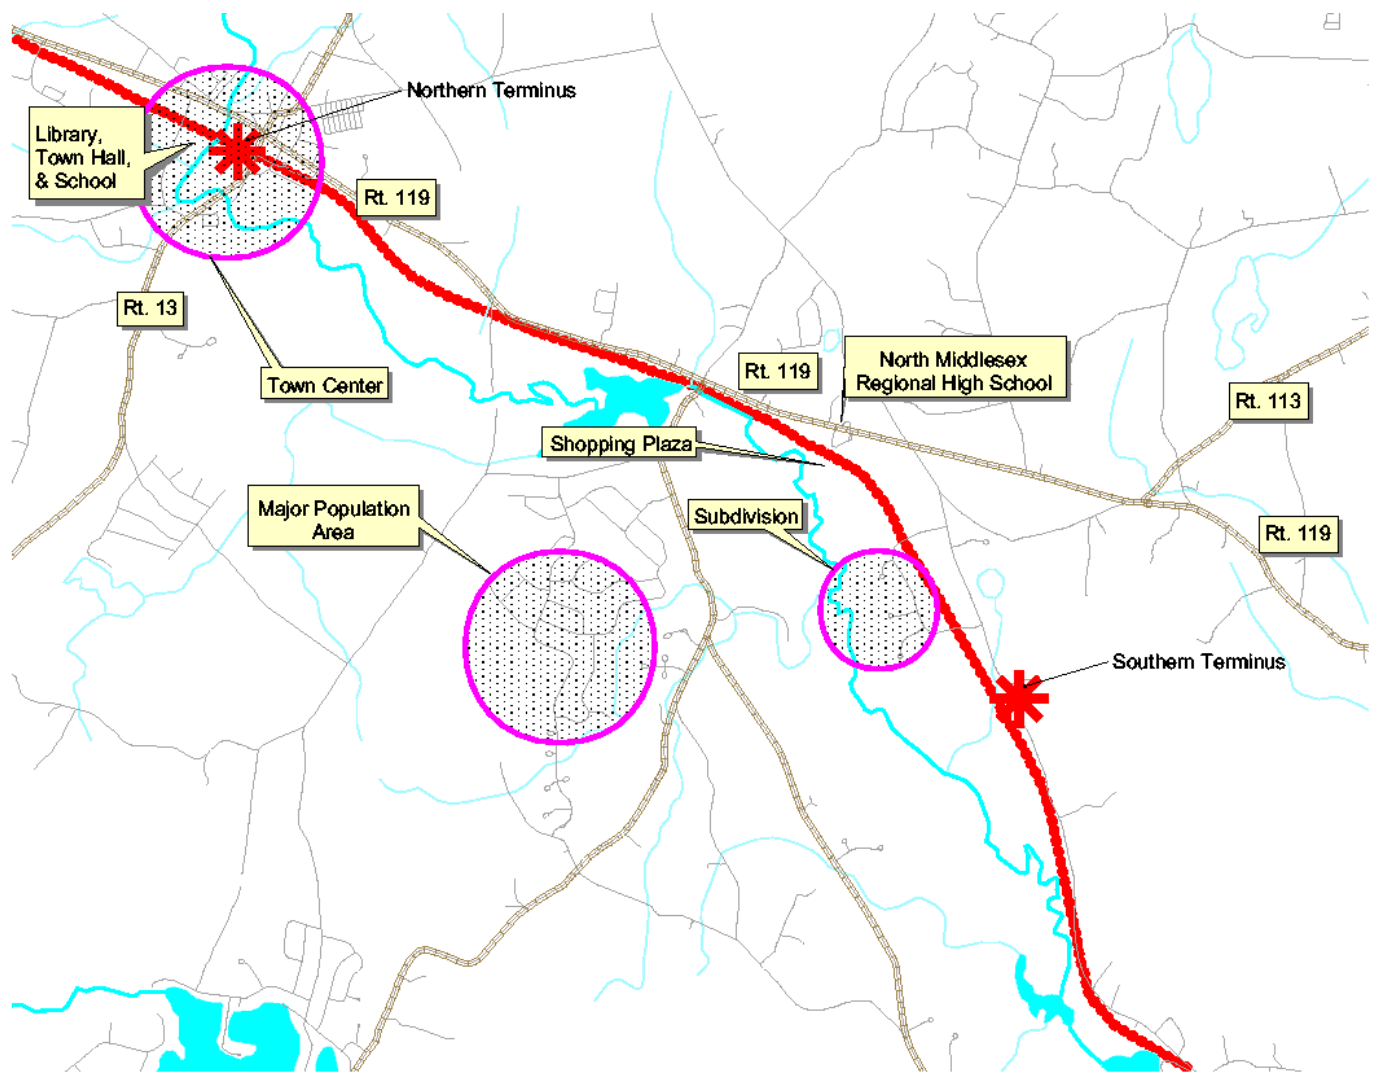 Northern Terminus
Library,
Town Hall,
& School
Rt. 119
Rt. 13
Town Center
Rt. 119
North Middlesex
Regional High School
Rt. 113
Shopping Plaza
Major Population
Area
Subdivision
Rt. 119
Southern Terminus